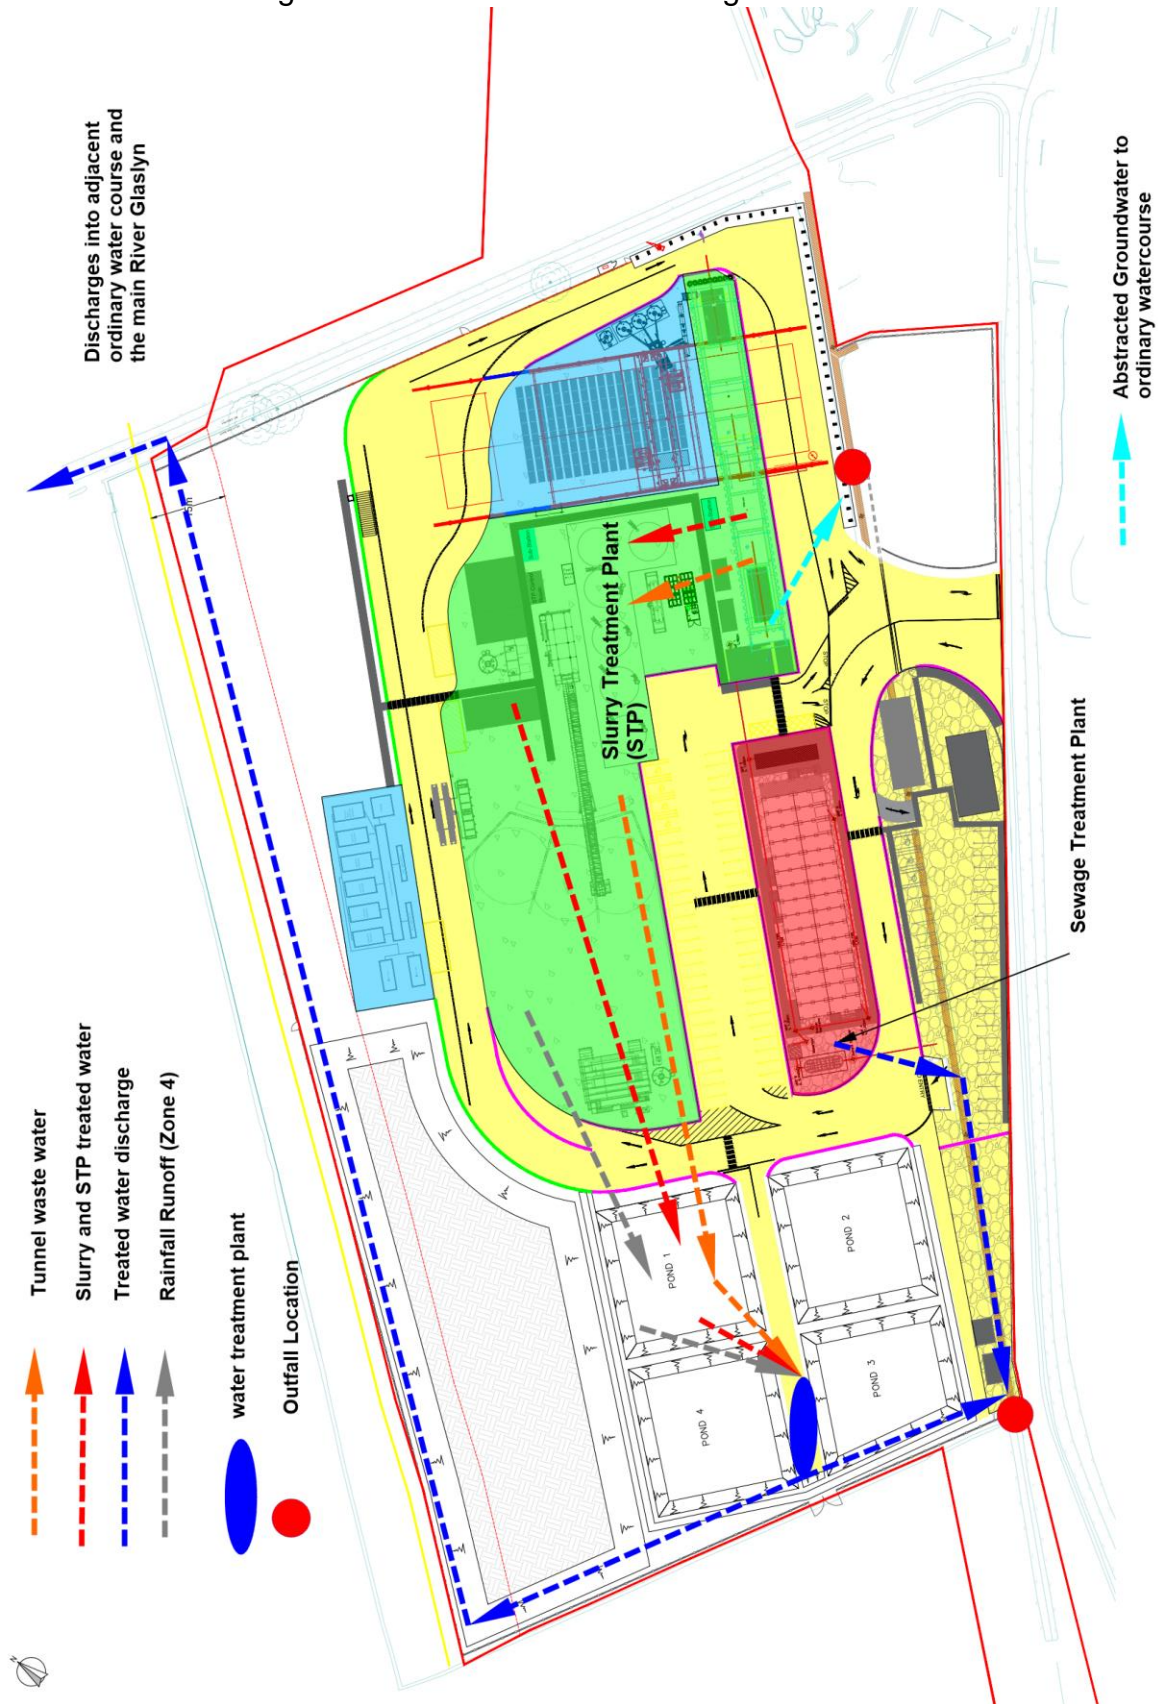 Discharges into adjacent
ordinary water course and
the main River Glaslyn
Abstracted Groundwater to
ordinary watercourse
Slurry Treatment Plant
(STP)
Sewage Treatment Plant
Tunnel waste water
Slurry and STP treated water
Treated water discharge
Rainfall Runoff (Zone 4)
water treatment plant
Outfall Location
POND 1
POND 2
POND 3
POND 4
STOP
STOP
N